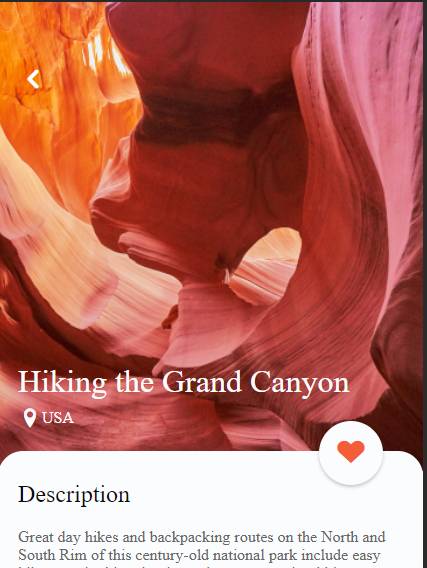 Hiking the Grand Canyon
USA
Description
Great day hikes and backpacking routes on the North and
South Rim of this century-old national park include easy